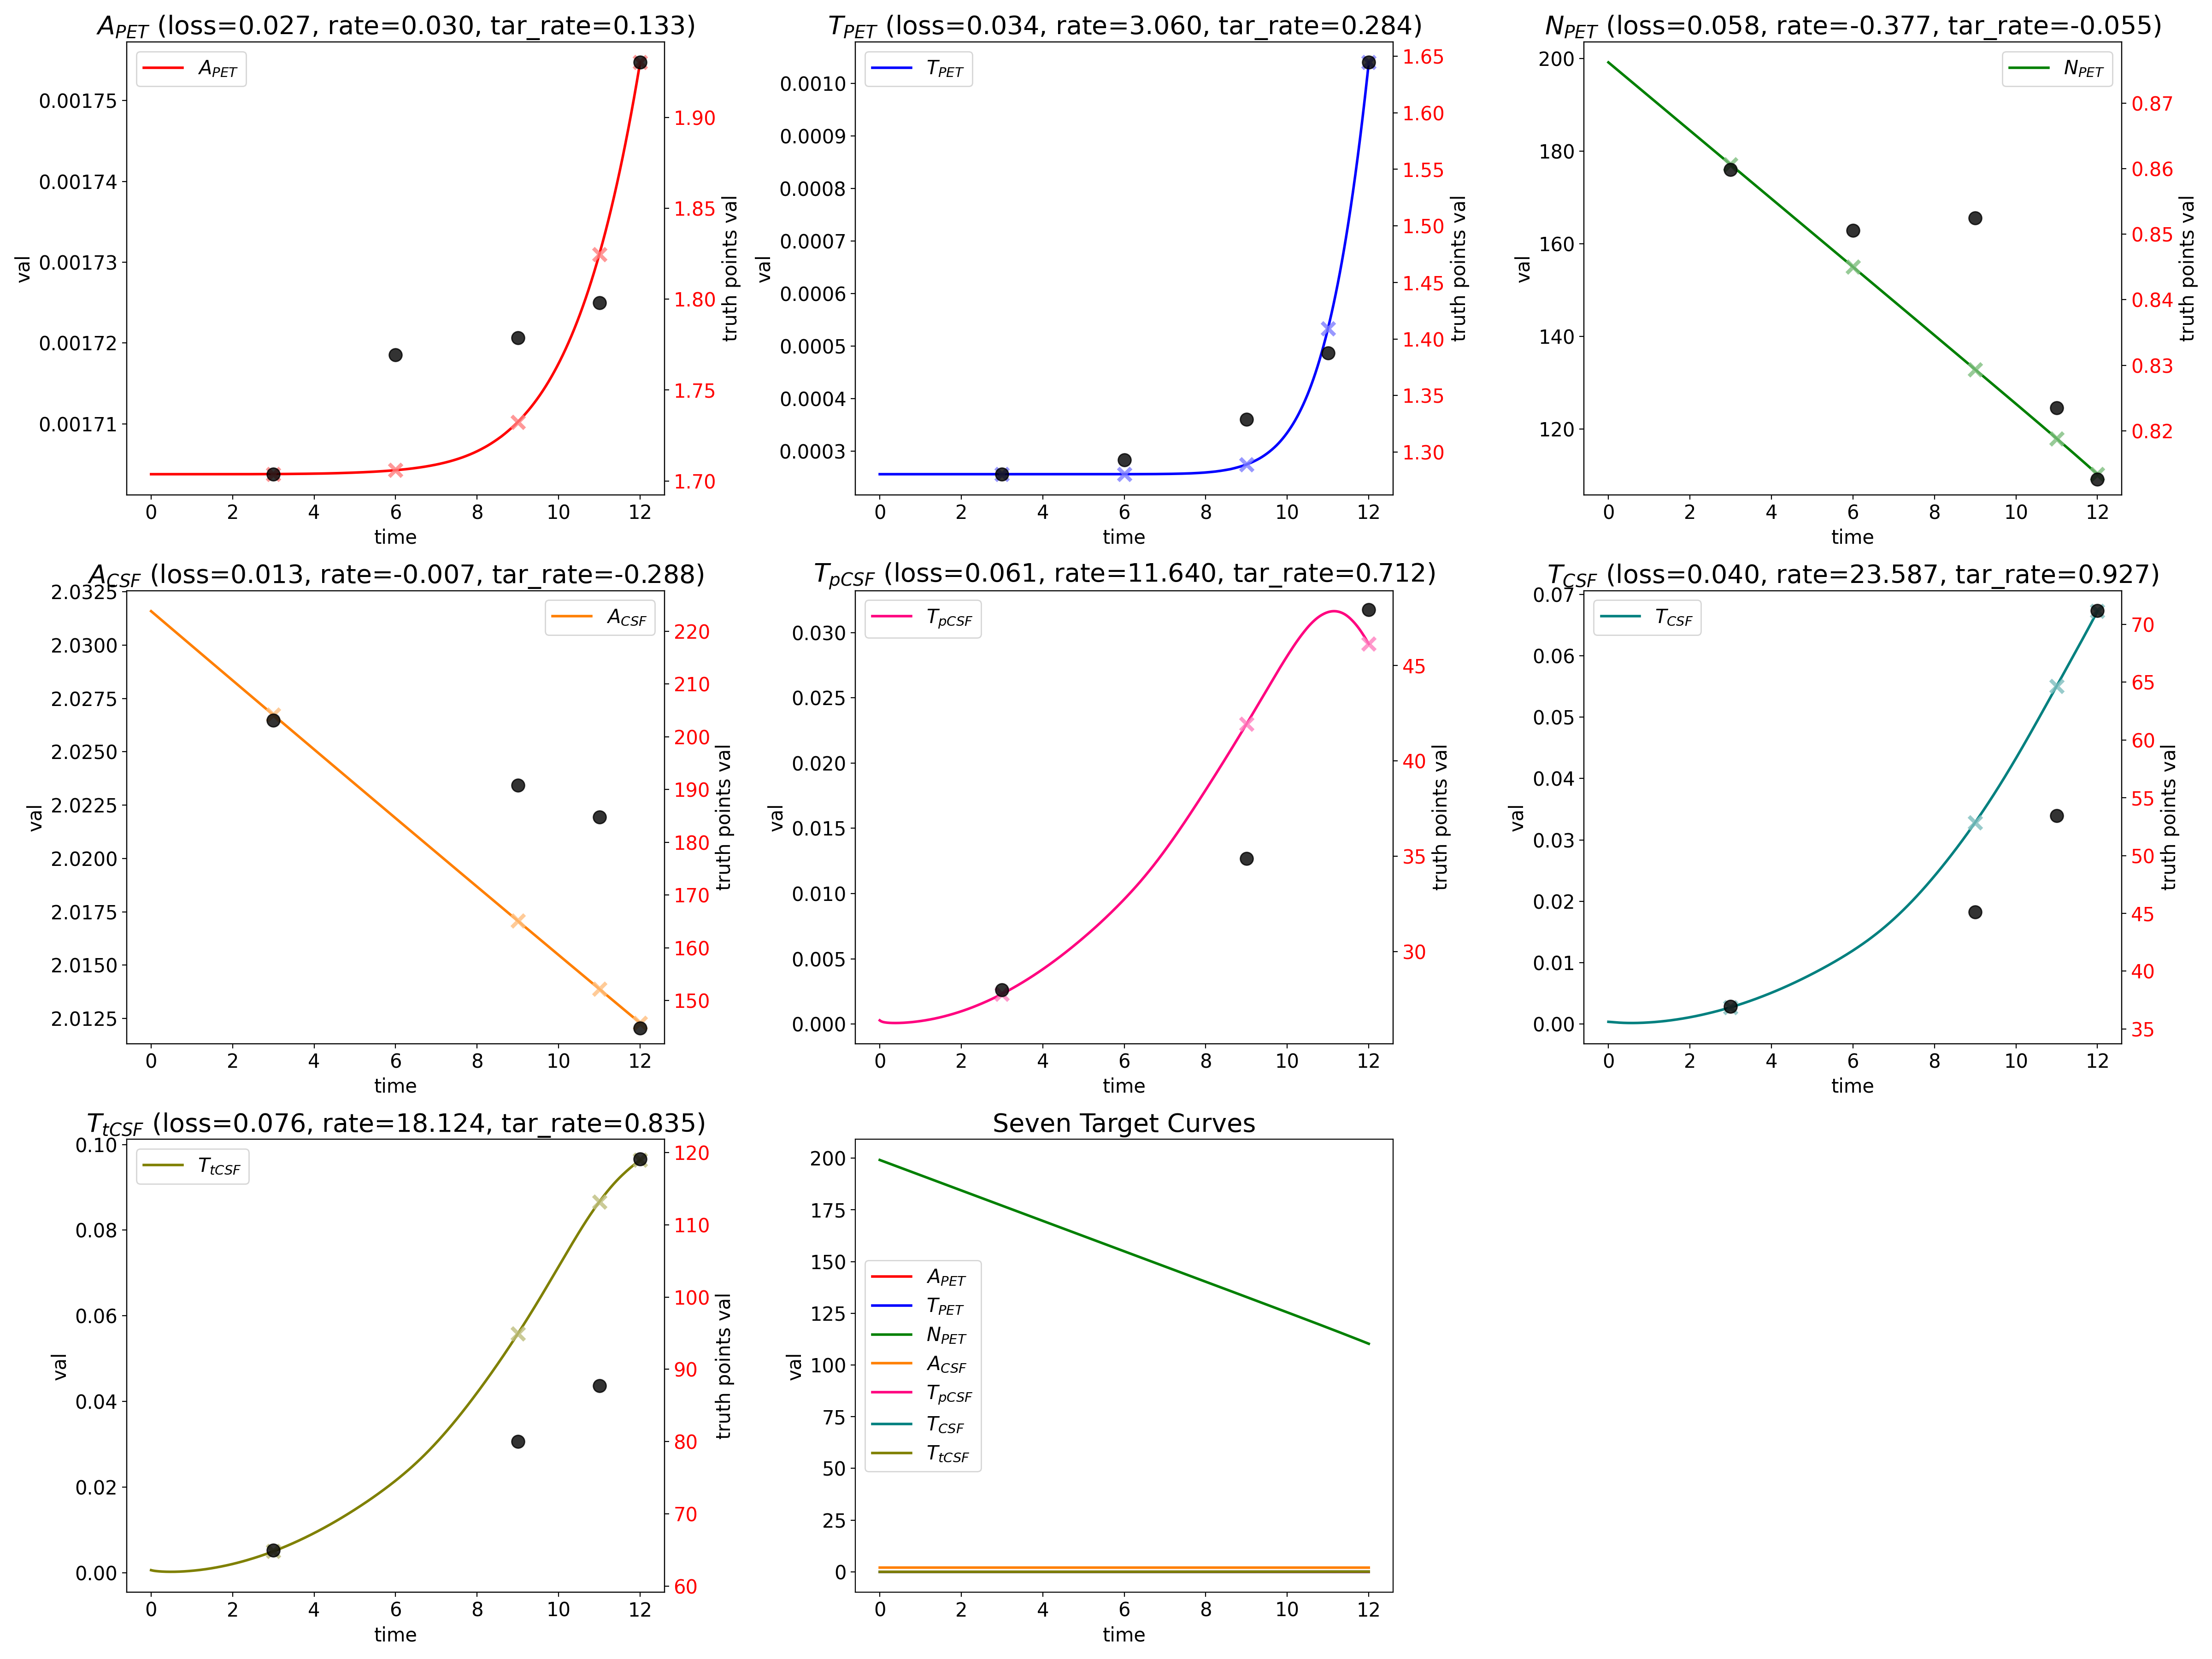 A_PET (loss=0.027, rate=0.030, tar_rate=0.133)
A_PET
val
0.00175
0.00174
0.00173
0.00172
0.00171
1.90
1.85
1.80
1.75
1.70
truth points val
0 2 4 6 8 10 12
time
T_PET (loss=0.034, rate=3.060, tar_rate=0.284)
T_PET
val
0.0010
0.0009
0.0008
0.0007
0.0006
0.0005
0.0004
0.0003
1.65
1.60
1.55
1.50
1.45
1.40
1.35
1.30
truth points val
0 2 4 6 8 10 12
time
N_PET (loss=0.058, rate=-0.377, tar_rate=-0.055)
N_PET
val
200
180
160
140
120
0.87
0.86
0.85
0.84
0.83
0.82
truth points val
0 2 4 6 8 10 12
time
A_CSF (loss=0.013, rate=-0.007, tar_rate=-0.288)
A_CSF
val
2.0325
2.0300
2.0275
2.0250
2.0225
2.0200
2.0175
2.0150
2.0125
220
210
200
190
180
170
160
150
truth points val
0 2 4 6 8 10 12
time
T_pCSF (loss=0.061, rate=11.640, tar_rate=0.712)
T_pCSF
val
0.030
0.025
0.020
0.015
0.010
0.005
0.000
45
40
35
30
truth points val
0 2 4 6 8 10 12
time
T_CSF (loss=0.040, rate=23.587, tar_rate=0.927)
T_CSF
val
0.07
0.06
0.05
0.04
0.03
0.02
0.01
0.00
70
65
60
55
50
45
40
35
truth points val
0 2 4 6 8 10 12
time
T_tCSF (loss=0.076, rate=18.124, tar_rate=0.835)
T_tCSF
val
0.10
0.08
0.06
0.04
0.02
0.00
120
110
100
90
80
70
60
truth points val
0 2 4 6 8 10 12
time
Seven Target Curves
val
200
175
150
125
100
75
50
25
0
A_PET
T_PET
N_PET
A_CSF
T_pCSF
T_CSF
T_tCSF
0 2 4 6 8 10 12
time